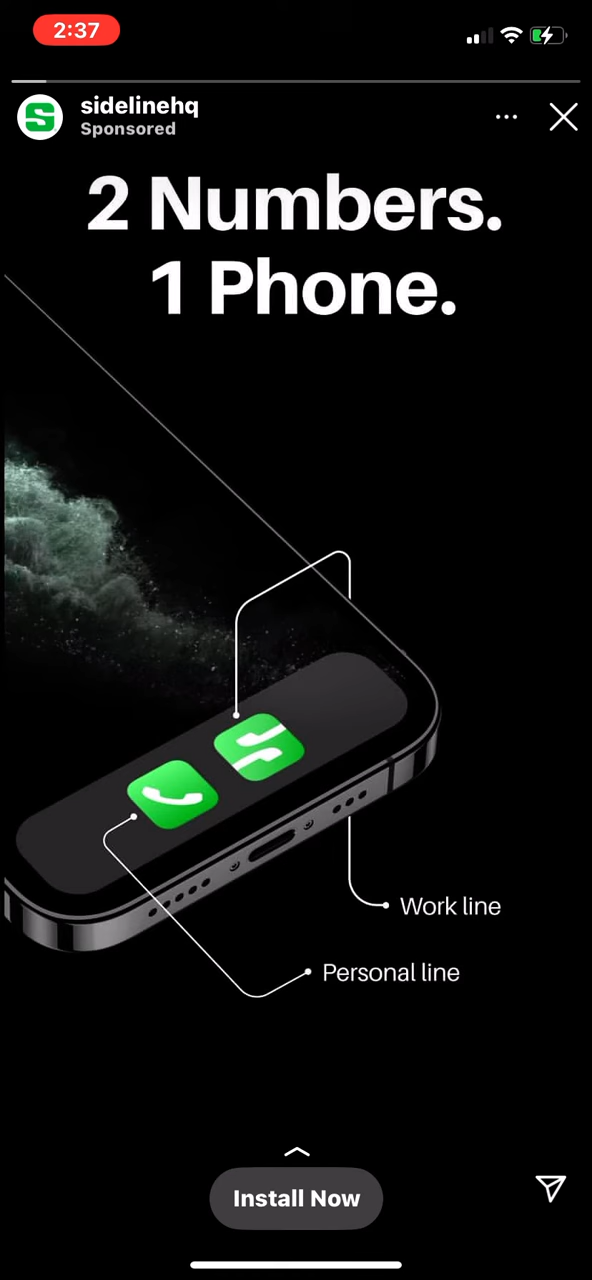 2:37
sidelinehq
Sponsored
2 Numbers.
1 Phone.
Work line
Personal line
Install Now